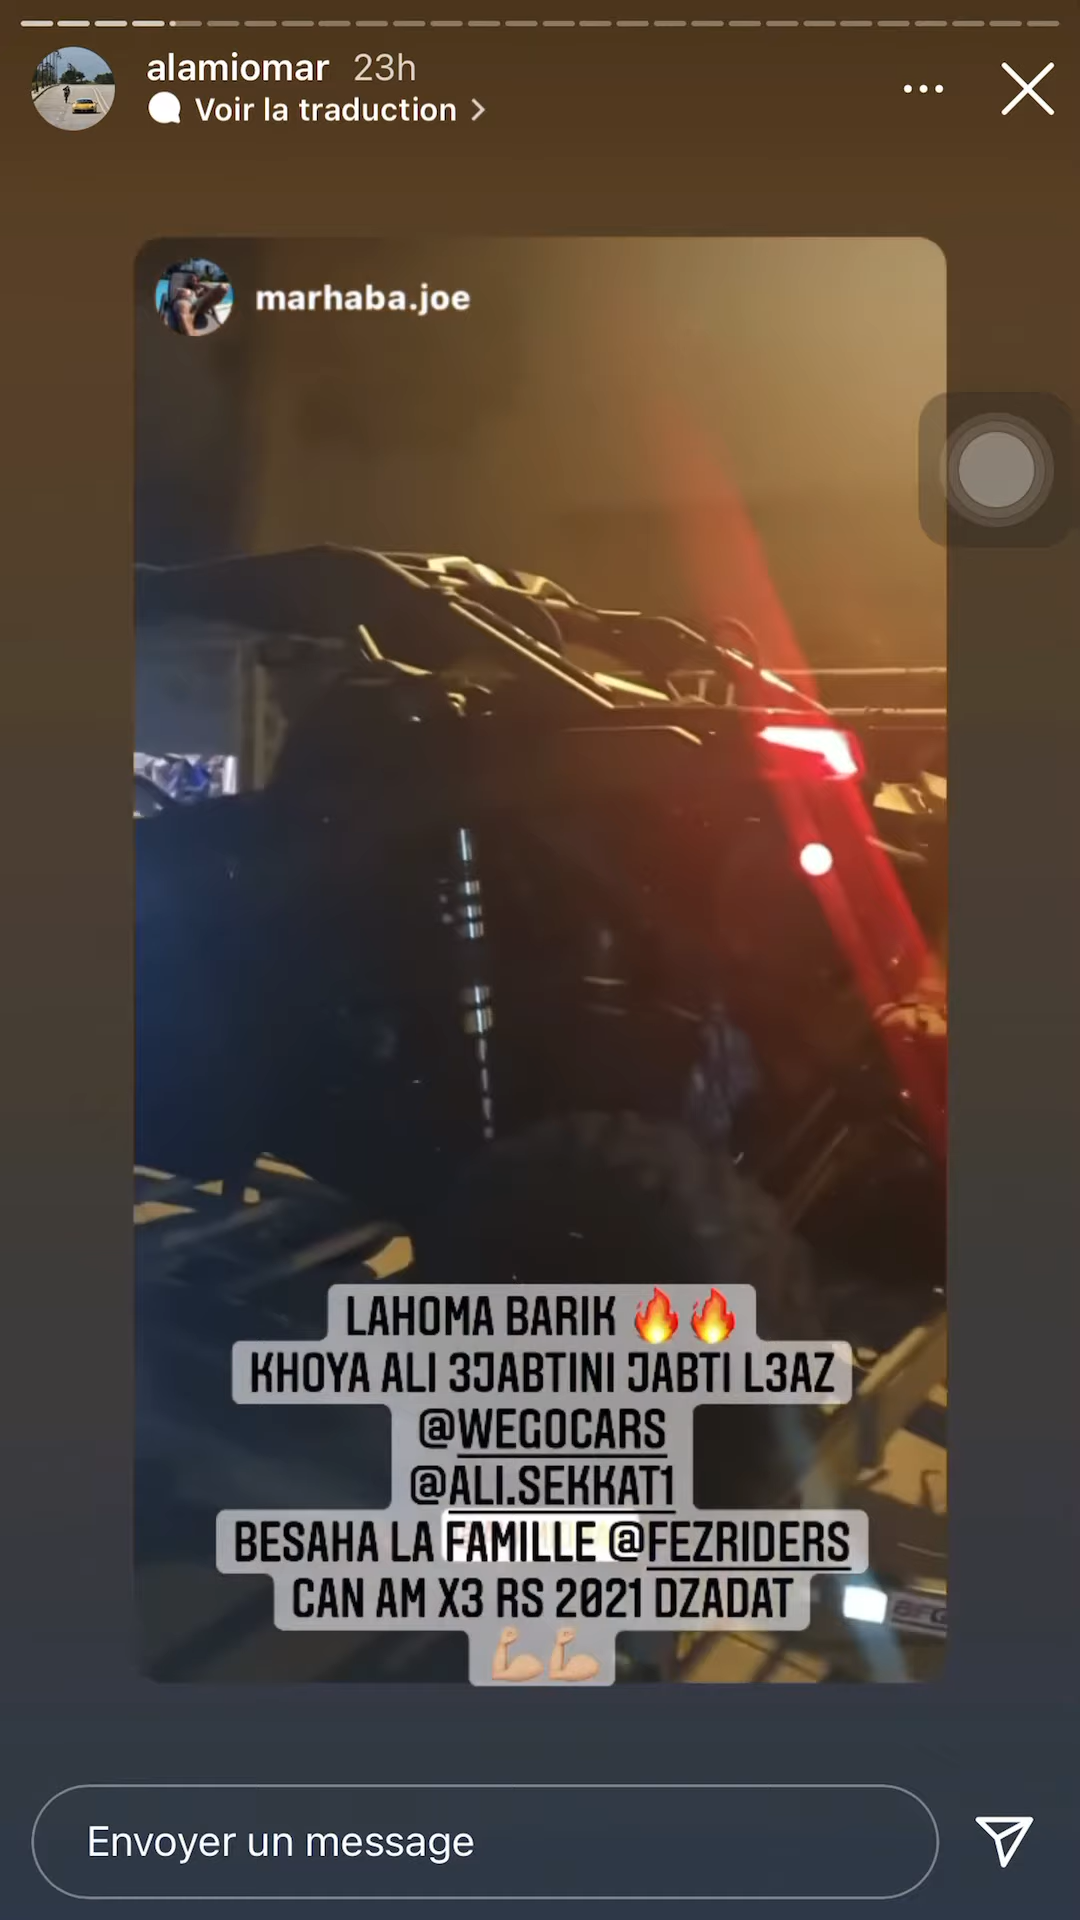 alamiomar 23h
Voir la traduction
marhaba.joe
LAHOMA BARIK 🔥🔥
KHOYA ALI 3JABTINI JABTI L3AZ
@WEGOCARS
@ALI.SEKKAT1
BESAHA LA FAMILLE @FEZRIDERS
CAN AM X3 RS 2021 DZADAT
💪🏼💪🏼
Envoyer un message